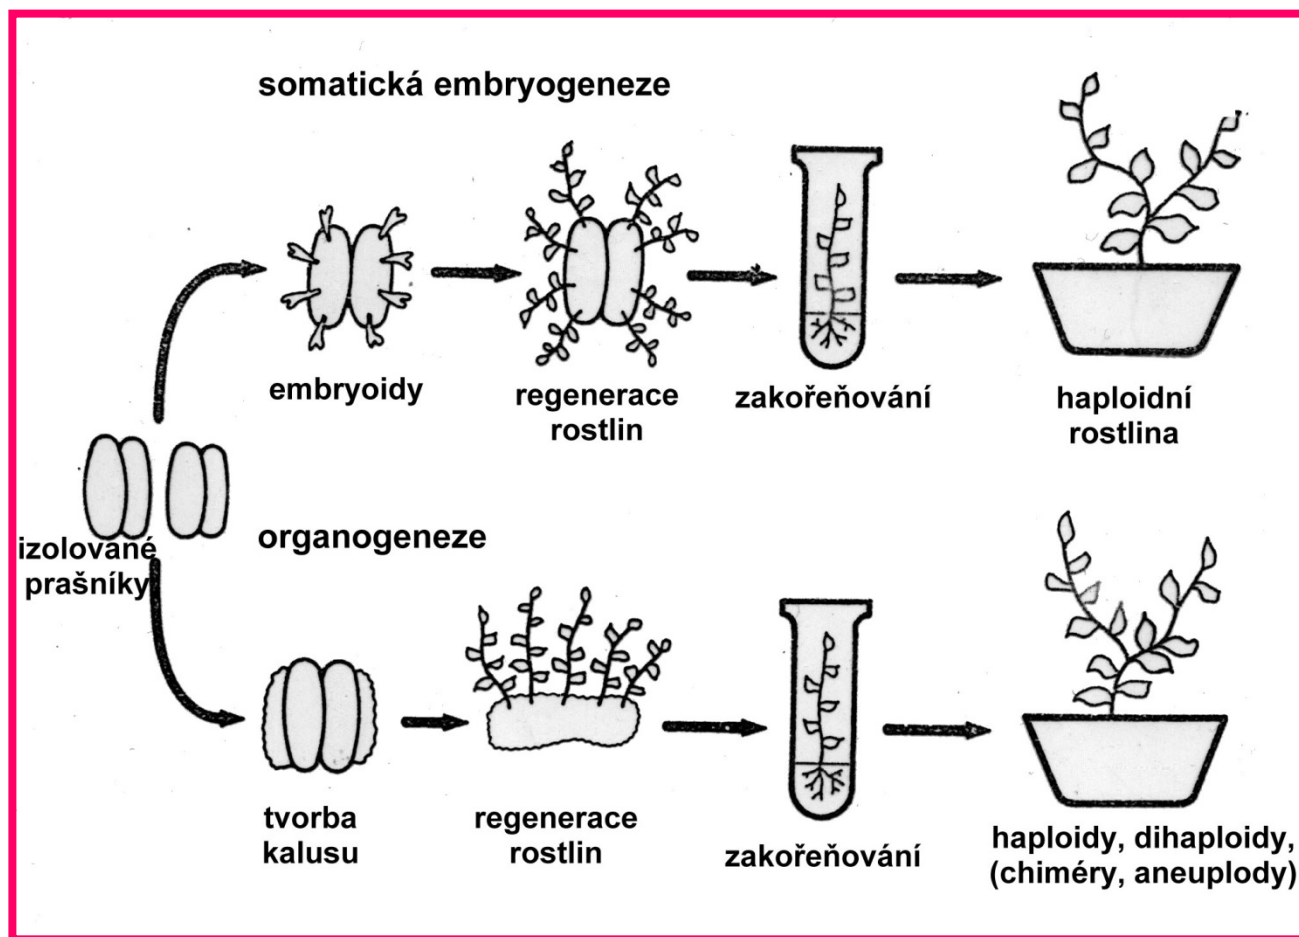 somatická embryogeneze
embryoidy
regenerace
rostlin
zakořeňování
haploidní
rostlina
izolované
prašníky
organogeneze
tvorba
kalusu
regenerace
rostlin
zakořeňování
haploidy, dihaploidy,
(chiméry, aneuplody)